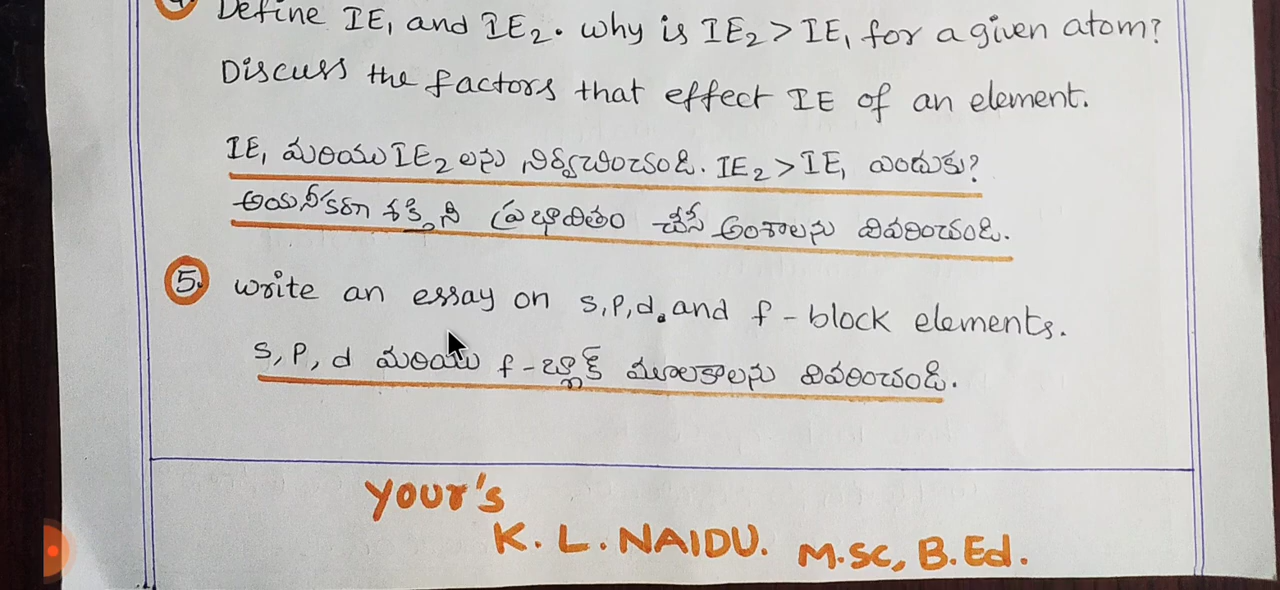 4. Define IE₁ and IE₂. why is IE₂ > IE₁ for a given atom?
Discuss the factors that effect IE of an element.
IE₁ మరియు IE₂ లను నిర్వచించండి. IE₂ > IE₁ ఎందుకు?
అయనీకరణ శక్తిని ప్రభావితం చేసే అంశాలను వివరించండి.
5. write an essay on s, p, d and f - block elements.
s, p, d మరియు f - బ్లాక్ మూలకాలను వివరించండి.
your's
K. L. NAIDU. M.SC, B.Ed.